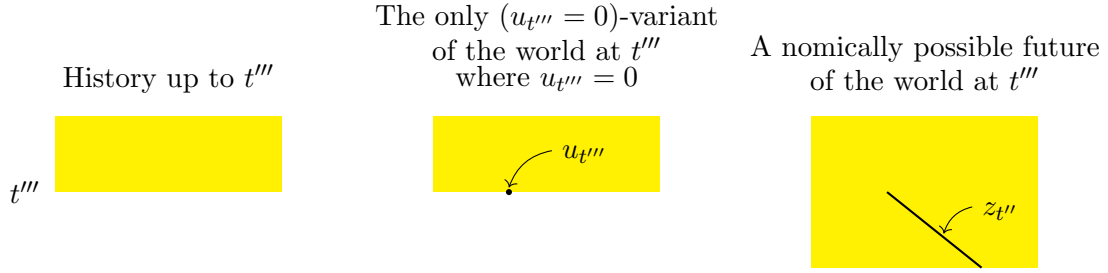 History up to t‴
The only (u_{t‴} = 0)-variant
of the world at t‴
where u_{t‴} = 0
A nomically possible future
of the world at t‴
t‴
u_{t‴}
z_{t″}